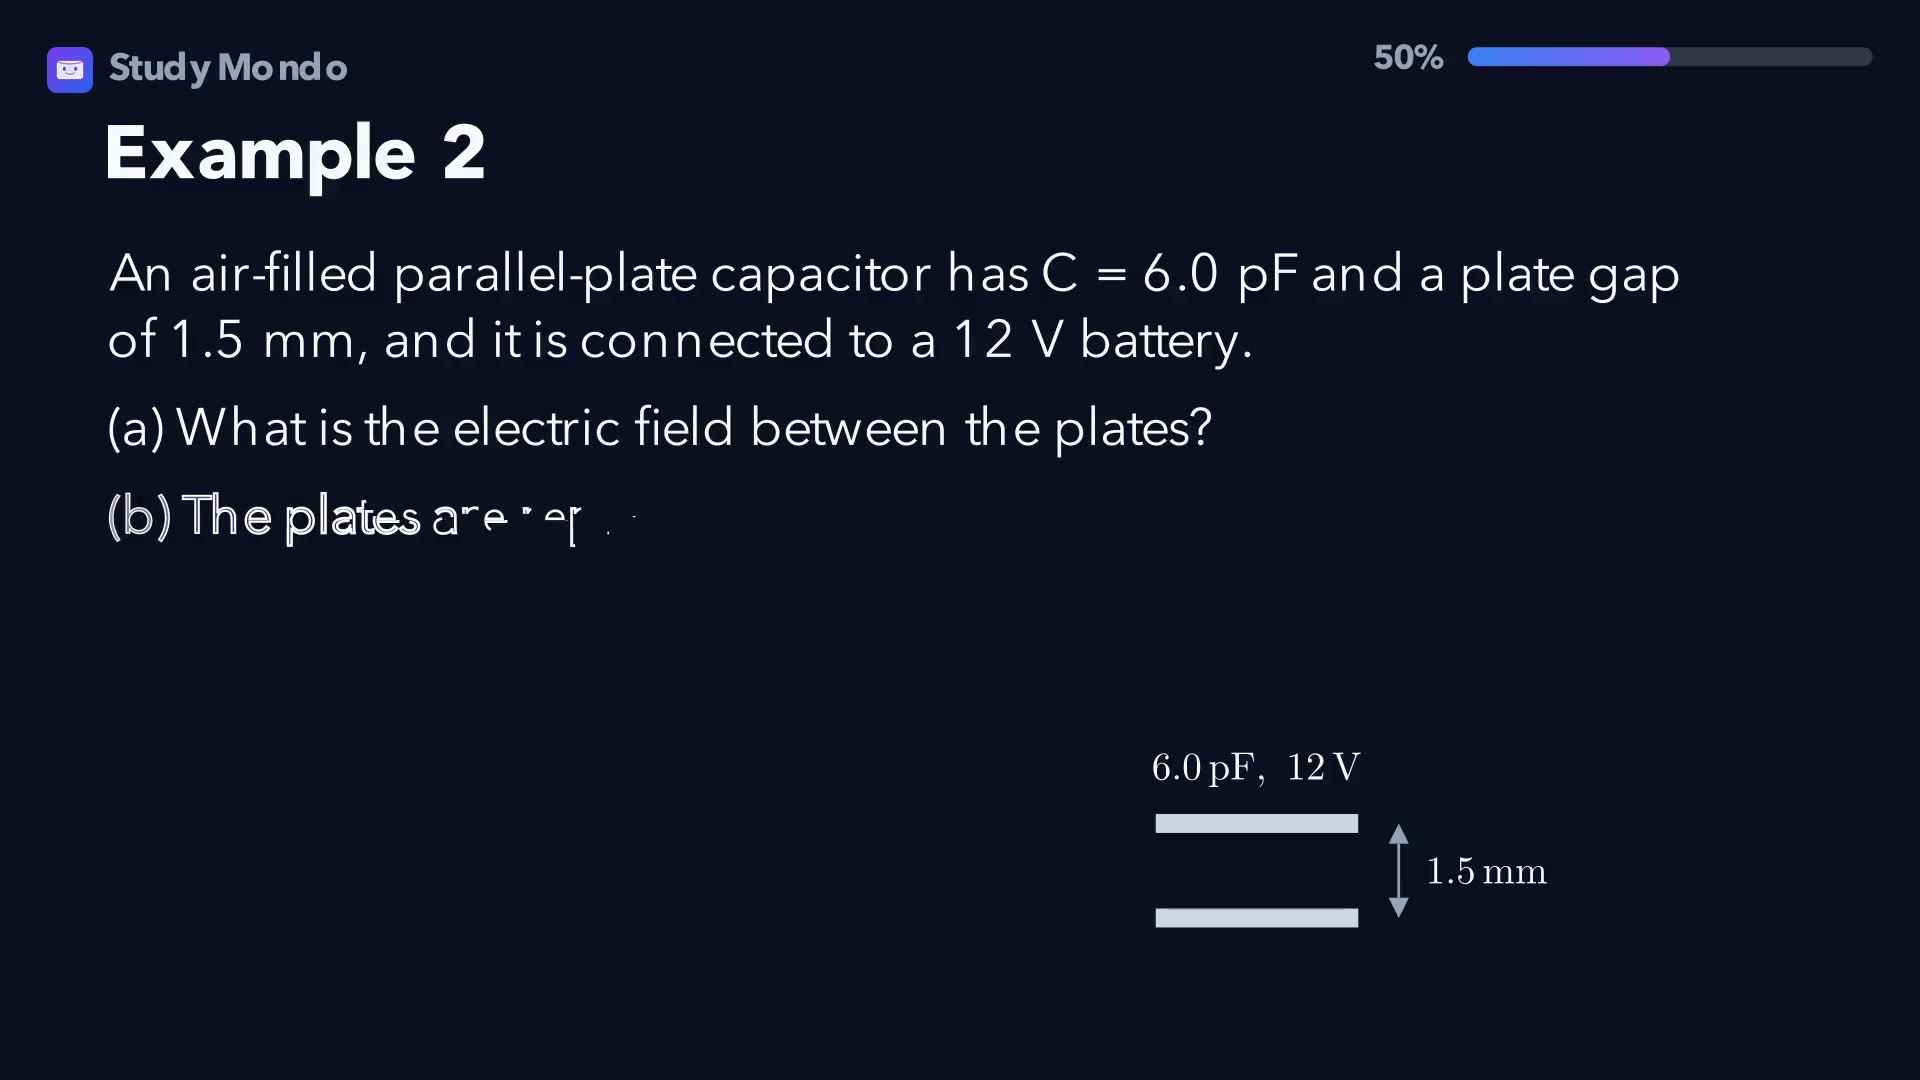 Study Mondo
50%
Example 2
An air-filled parallel-plate capacitor has C = 6.0 pF and a plate gap
of 1.5 mm, and it is connected to a 12 V battery.
(a) What is the electric field between the plates?
(b) The plates are
6.0 pF, 12 V
1.5 mm